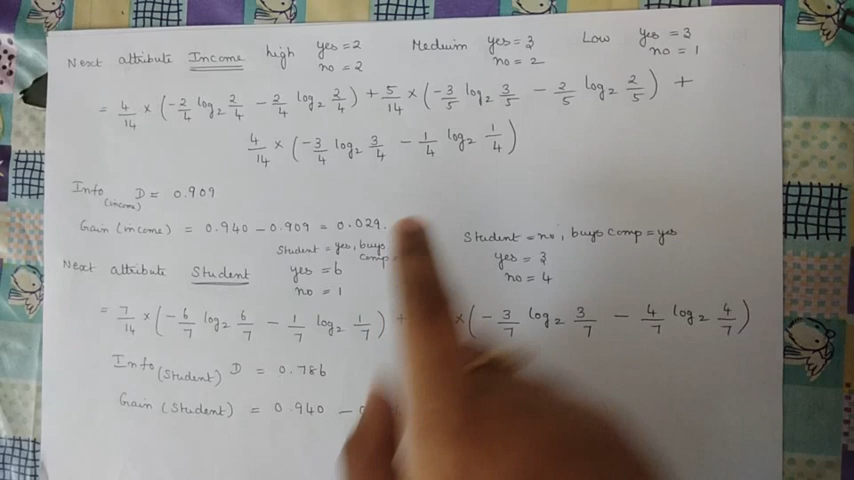 Next attribute Income high yes = 2 Meduim yes = 3 Low yes = 3
no = 2 no = 2 no = 1
= 4/14 × (-2/4 log2 2/4 - 2/4 log2 2/4) + 5/14 × (-3/5 log2 3/5 - 2/5 log2 2/5) +
4/14 × (-3/4 log2 3/4 - 1/4 log2 1/4)
Info(income) D = 0.909
Gain (income) = 0.940 - 0.909 = 0.029.
Student = yes, buys comp = Student = no, buys comp = yes
Next attribute Student yes = 6 yes = 3
no = 1 no = 4
= 7/14 × (-6/7 log2 6/7 - 1/7 log2 1/7) + × (-3/7 log2 3/7 - 4/7 log2 4/7)
Info(Student) D = 0.786
Gain (Student) = 0.940 -